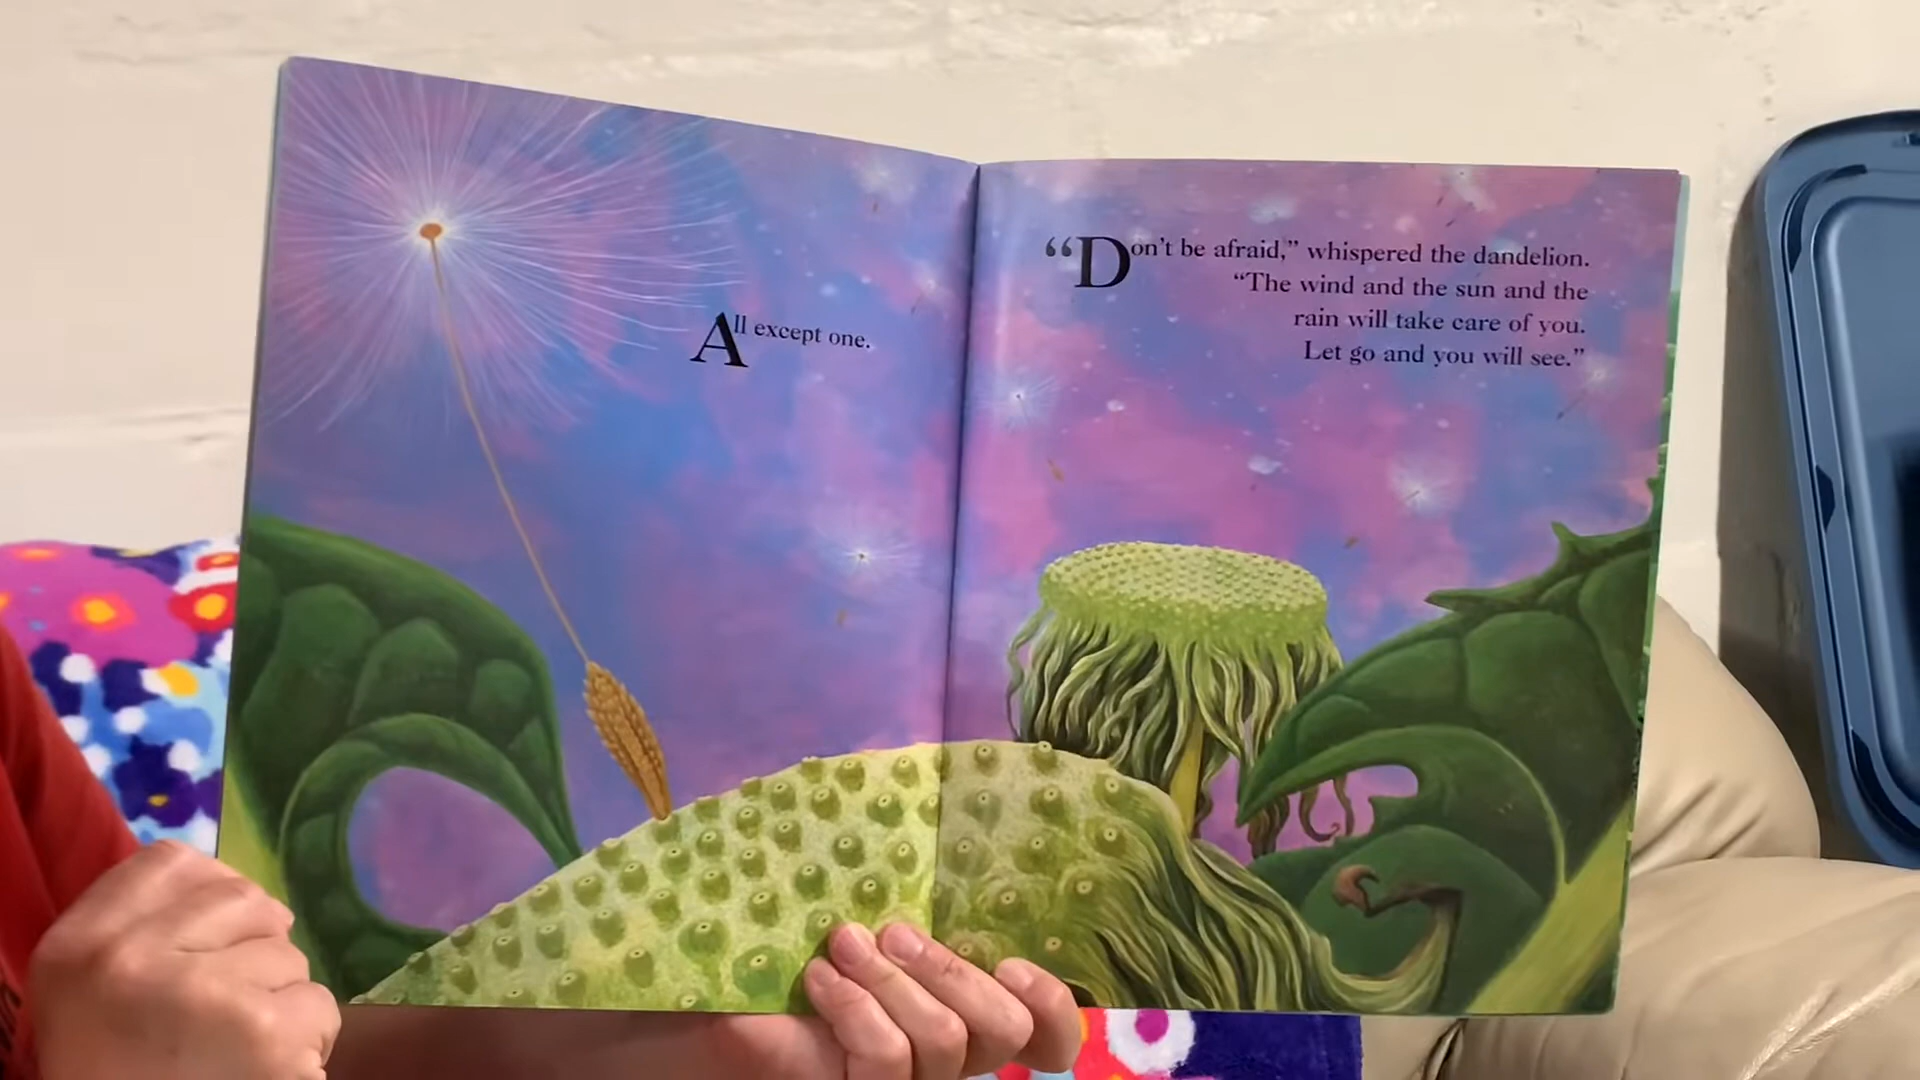 All except one.
“Don’t be afraid,” whispered the dandelion.
“The wind and the sun and the
rain will take care of you.
Let go and you will see.”